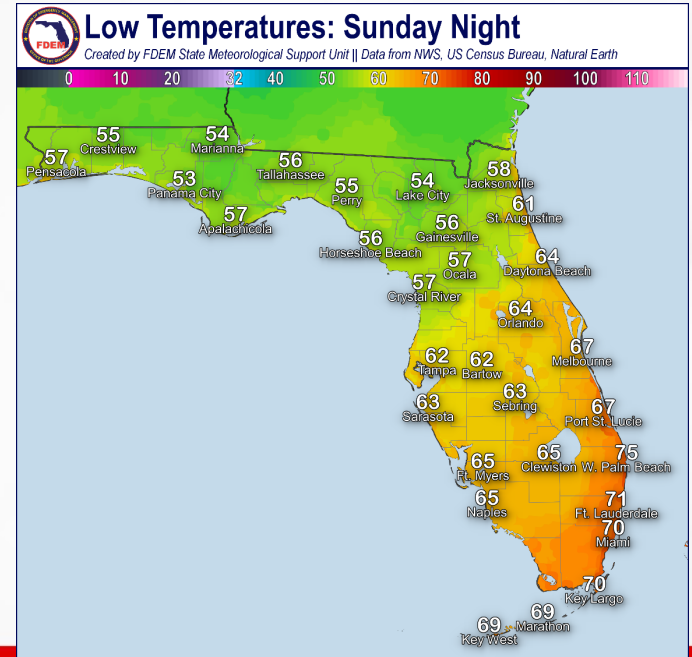 Low Temperatures: Sunday Night
Created by FDEM State Meteorological Support Unit || Data from NWS, US Census Bureau, Natural Earth
FDEM
0 10 20 32 40 50 60 70 80 90 100 110
55
Crestview
54
Marianna
57
Pensacola
56
Tallahassee
58
Jacksonville
53
Panama City
55
Perry
54
Lake City
61
St. Augustine
57
Apalachicola
56
Gainesville
56
Horseshoe Beach
57
Ocala
64
Daytona Beach
57
Crystal River
64
Orlando
67
Melbourne
62
Tampa
62
Bartow
63
Sarasota
63
Sebring
67
Port St. Lucie
65
Ft. Myers
65
Clewiston
75
W. Palm Beach
65
Naples
71
Ft. Lauderdale
70
Miami
70
Key Largo
69
Marathon
69
Key West